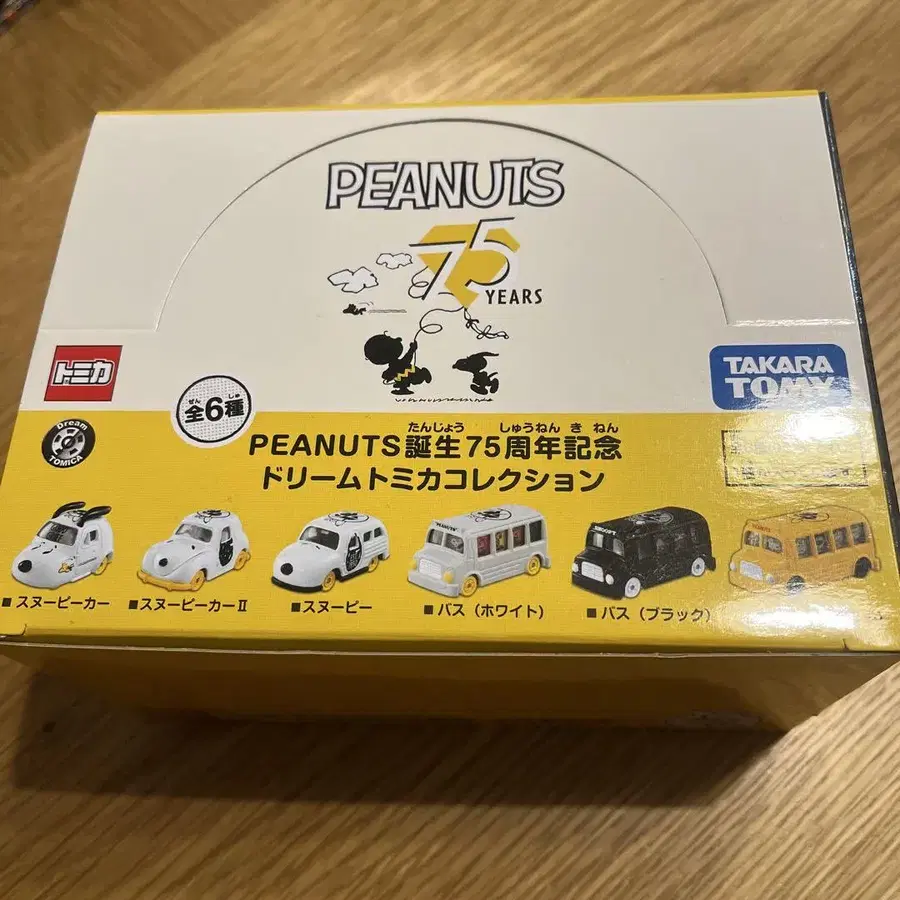 PEANUTS
75
YEARS
トミカ
TAKARA
TOMY
ぜん しゅ
全6種
Dream
TOMICA
たんじょう しゅうねん き ねん
PEANUTS誕生75周年記念
ドリームトミカコレクション
■スヌーピーカー
■スヌーピーカーⅡ
■スヌーピー
■バス（ホワイト）
■バス（ブラック）